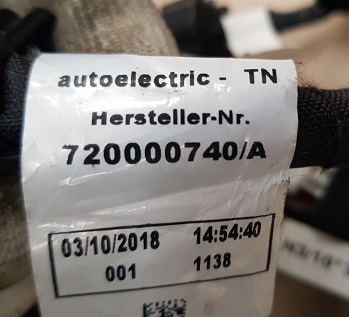 autoelectric - TN
Hersteller-Nr.
720000740/A
03/10/2018 14:54:40
001 1138